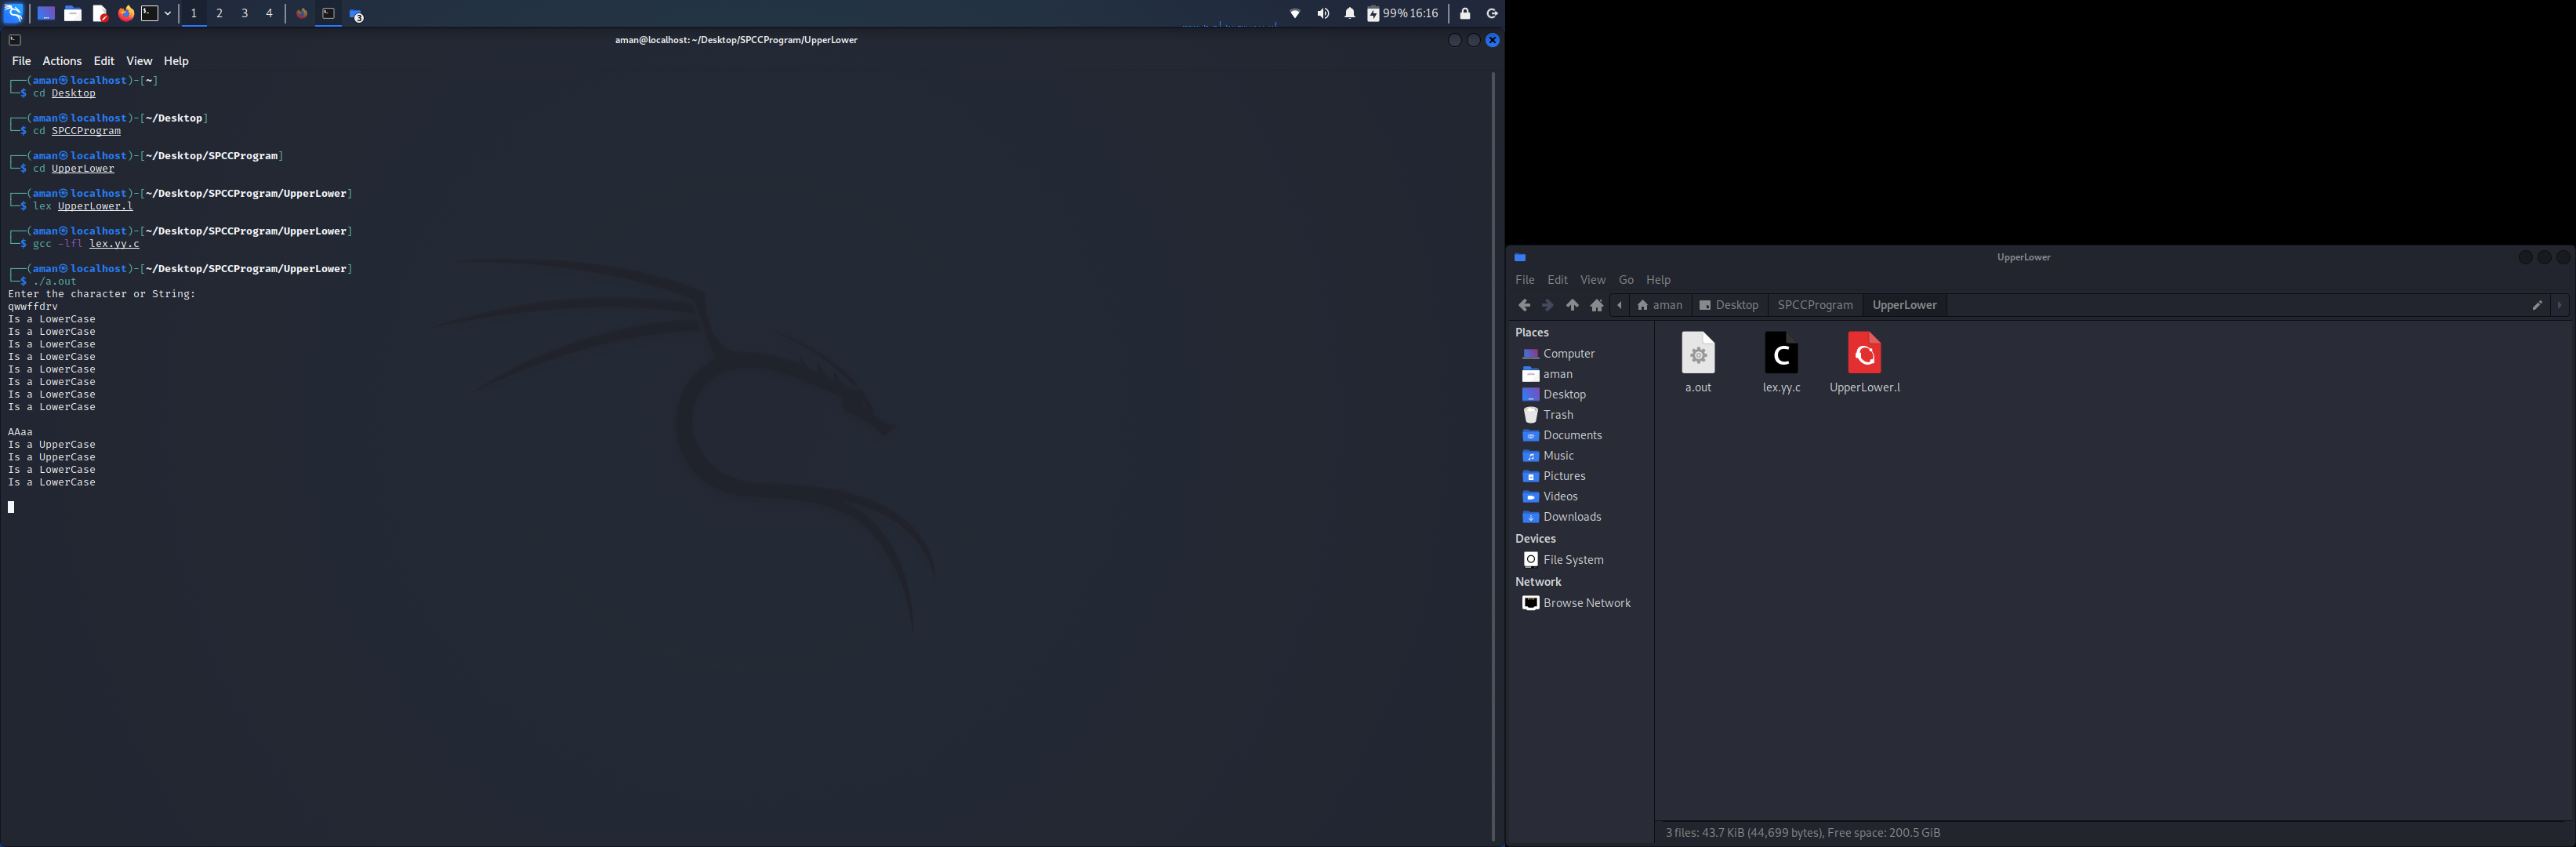 1 2 3 4
3
99% 16:16
aman@localhost: ~/Desktop/SPCCProgram/UpperLower
File Actions Edit View Help
┌──(aman㉿localhost)-[~]
└─$ cd Desktop
┌──(aman㉿localhost)-[~/Desktop]
└─$ cd SPCCProgram
┌──(aman㉿localhost)-[~/Desktop/SPCCProgram]
└─$ cd UpperLower
┌──(aman㉿localhost)-[~/Desktop/SPCCProgram/UpperLower]
└─$ lex UpperLower.l
┌──(aman㉿localhost)-[~/Desktop/SPCCProgram/UpperLower]
└─$ gcc -lfl lex.yy.c
┌──(aman㉿localhost)-[~/Desktop/SPCCProgram/UpperLower]
└─$ ./a.out
Enter the character or String:
qwwffdrv
Is a LowerCase
Is a LowerCase
Is a LowerCase
Is a LowerCase
Is a LowerCase
Is a LowerCase
Is a LowerCase
Is a LowerCase
AAaa
Is a UpperCase
Is a UpperCase
Is a LowerCase
Is a LowerCase
UpperLower
File Edit View Go Help
aman Desktop SPCCProgram UpperLower
Places
Computer
aman
Desktop
Trash
Documents
Music
Pictures
Videos
Downloads
Devices
File System
Network
Browse Network
C
a.out lex.yy.c UpperLower.l
3 files: 43.7 KiB (44,699 bytes), Free space: 200.5 GiB